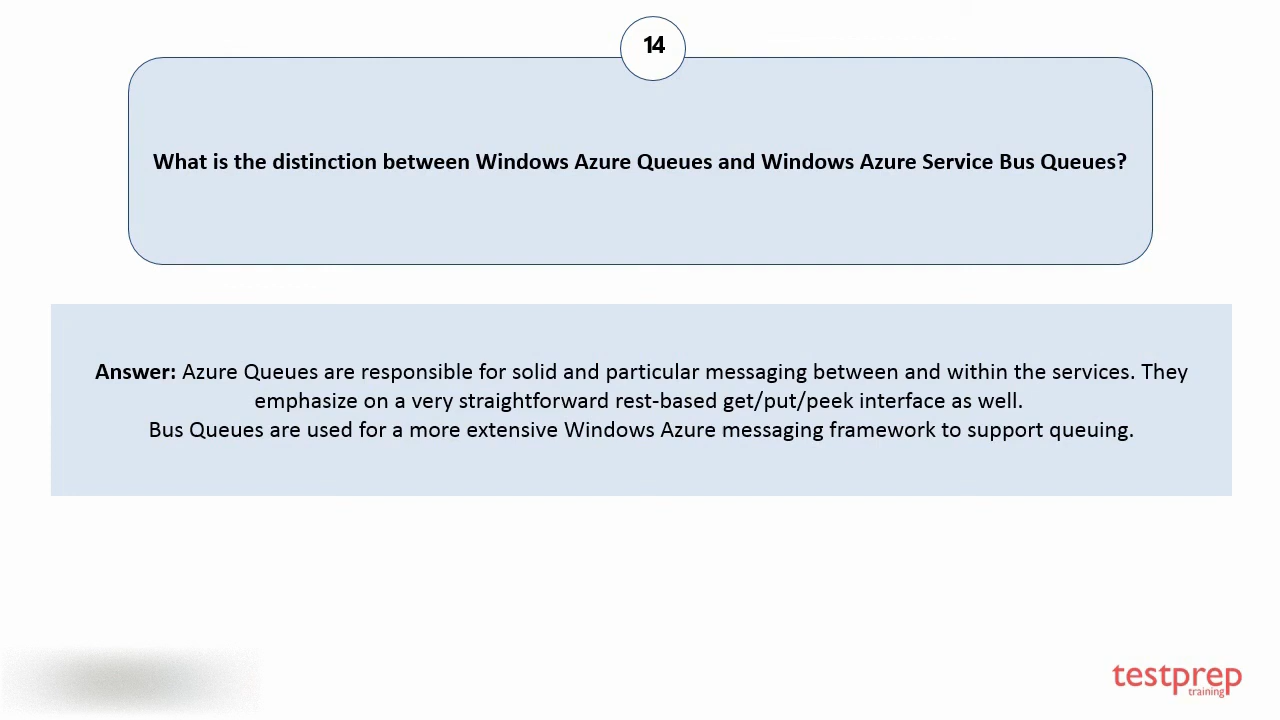 14
What is the distinction between Windows Azure Queues and Windows Azure Service Bus Queues?
Answer: Azure Queues are responsible for solid and particular messaging between and within the services. They
emphasize on a very straightforward rest-based get/put/peek interface as well.
Bus Queues are used for a more extensive Windows Azure messaging framework to support queuing.
testprep
training